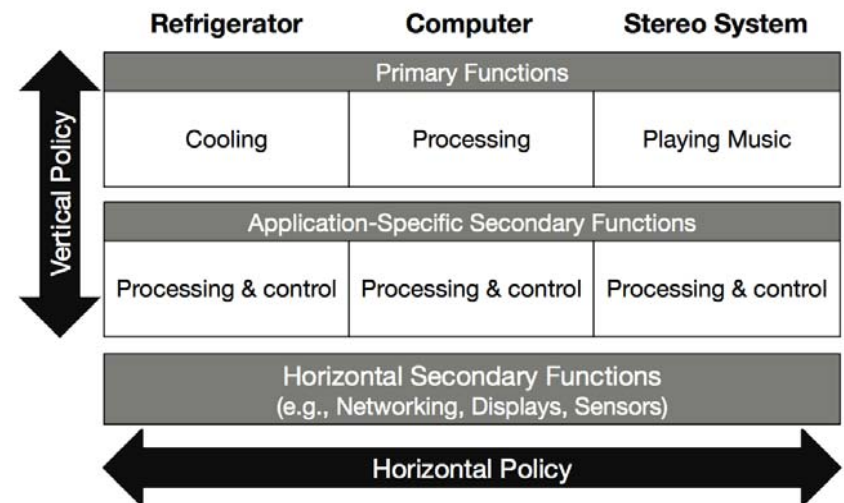 Refrigerator Computer Stereo System
Primary Functions
Cooling Processing Playing Music
Vertical Policy
Application-Specific Secondary Functions
Processing & control Processing & control Processing & control
Horizontal Secondary Functions
(e.g., Networking, Displays, Sensors)
Horizontal Policy